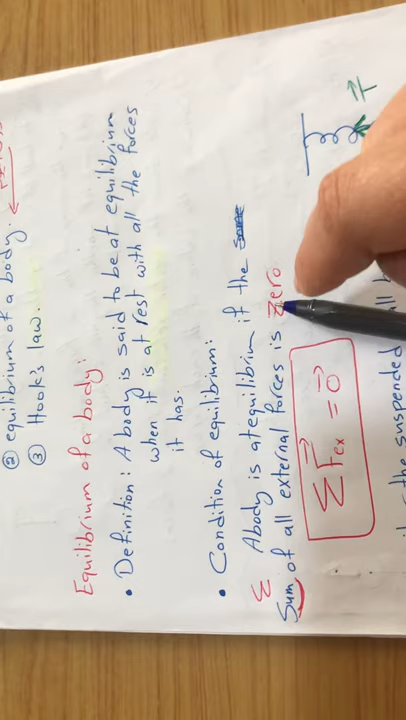 ② equilibrium of a body.
③ Hook's law.
Equilibrium of a body:
• Definition: A body is said to be at equilibrium
when it is at rest with all the forces
it has.
• Condition of equilibrium:
Σ A body is at equilibrium if the
Sum of all external forces is zero
ΣF⃗ex = 0⃗
T⃗
the suspended